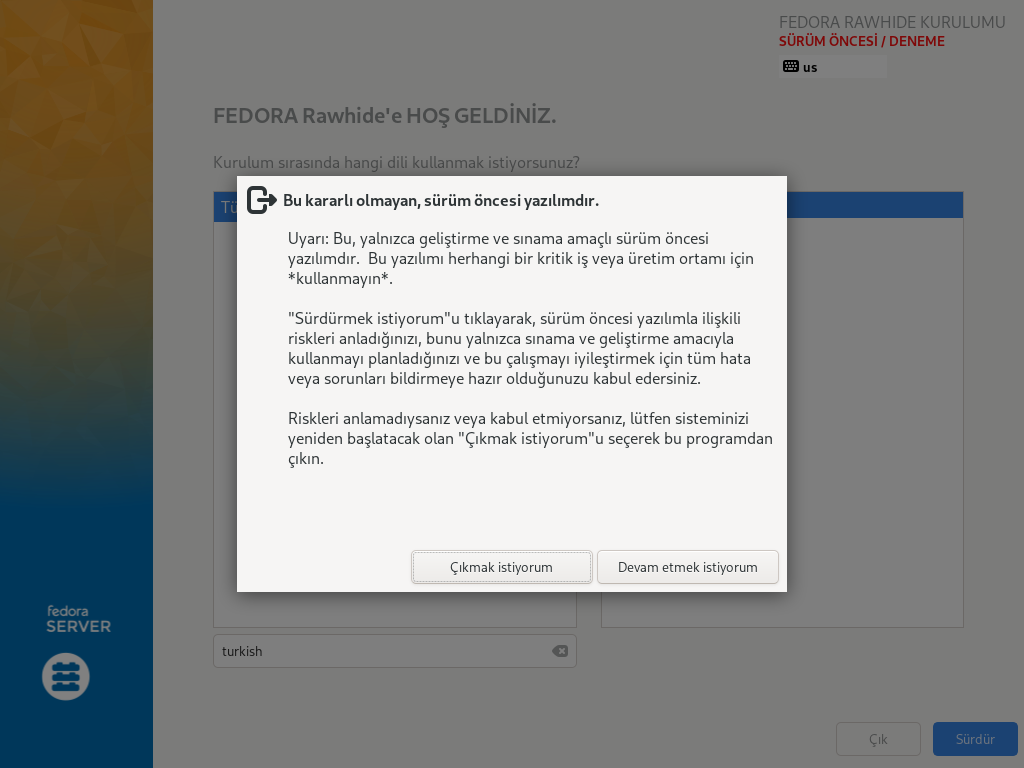 FEDORA RAWHIDE KURULUMU
SÜRÜM ÖNCESİ / DENEME
us
FEDORA Rawhide'e HOŞ GELDİNİZ.
Kurulum sırasında hangi dili kullanmak istiyorsunuz?
Bu kararlı olmayan, sürüm öncesi yazılımdır.
Uyarı: Bu, yalnızca geliştirme ve sınama amaçlı sürüm öncesi
yazılımdır.  Bu yazılımı herhangi bir kritik iş veya üretim ortamı için
*kullanmayın*.
"Sürdürmek istiyorum"u tıklayarak, sürüm öncesi yazılımla ilişkili
riskleri anladığınızı, bunu yalnızca sınama ve geliştirme amacıyla
kullanmayı planladığınızı ve bu çalışmayı iyileştirmek için tüm hata
veya sorunları bildirmeye hazır olduğunuzu kabul edersiniz.
Riskleri anlamadıysanız veya kabul etmiyorsanız, lütfen sisteminizi
yeniden başlatacak olan "Çıkmak istiyorum"u seçerek bu programdan
çıkın.
Çıkmak istiyorum
Devam etmek istiyorum
fedora
SERVER
turkish
Çık
Sürdür